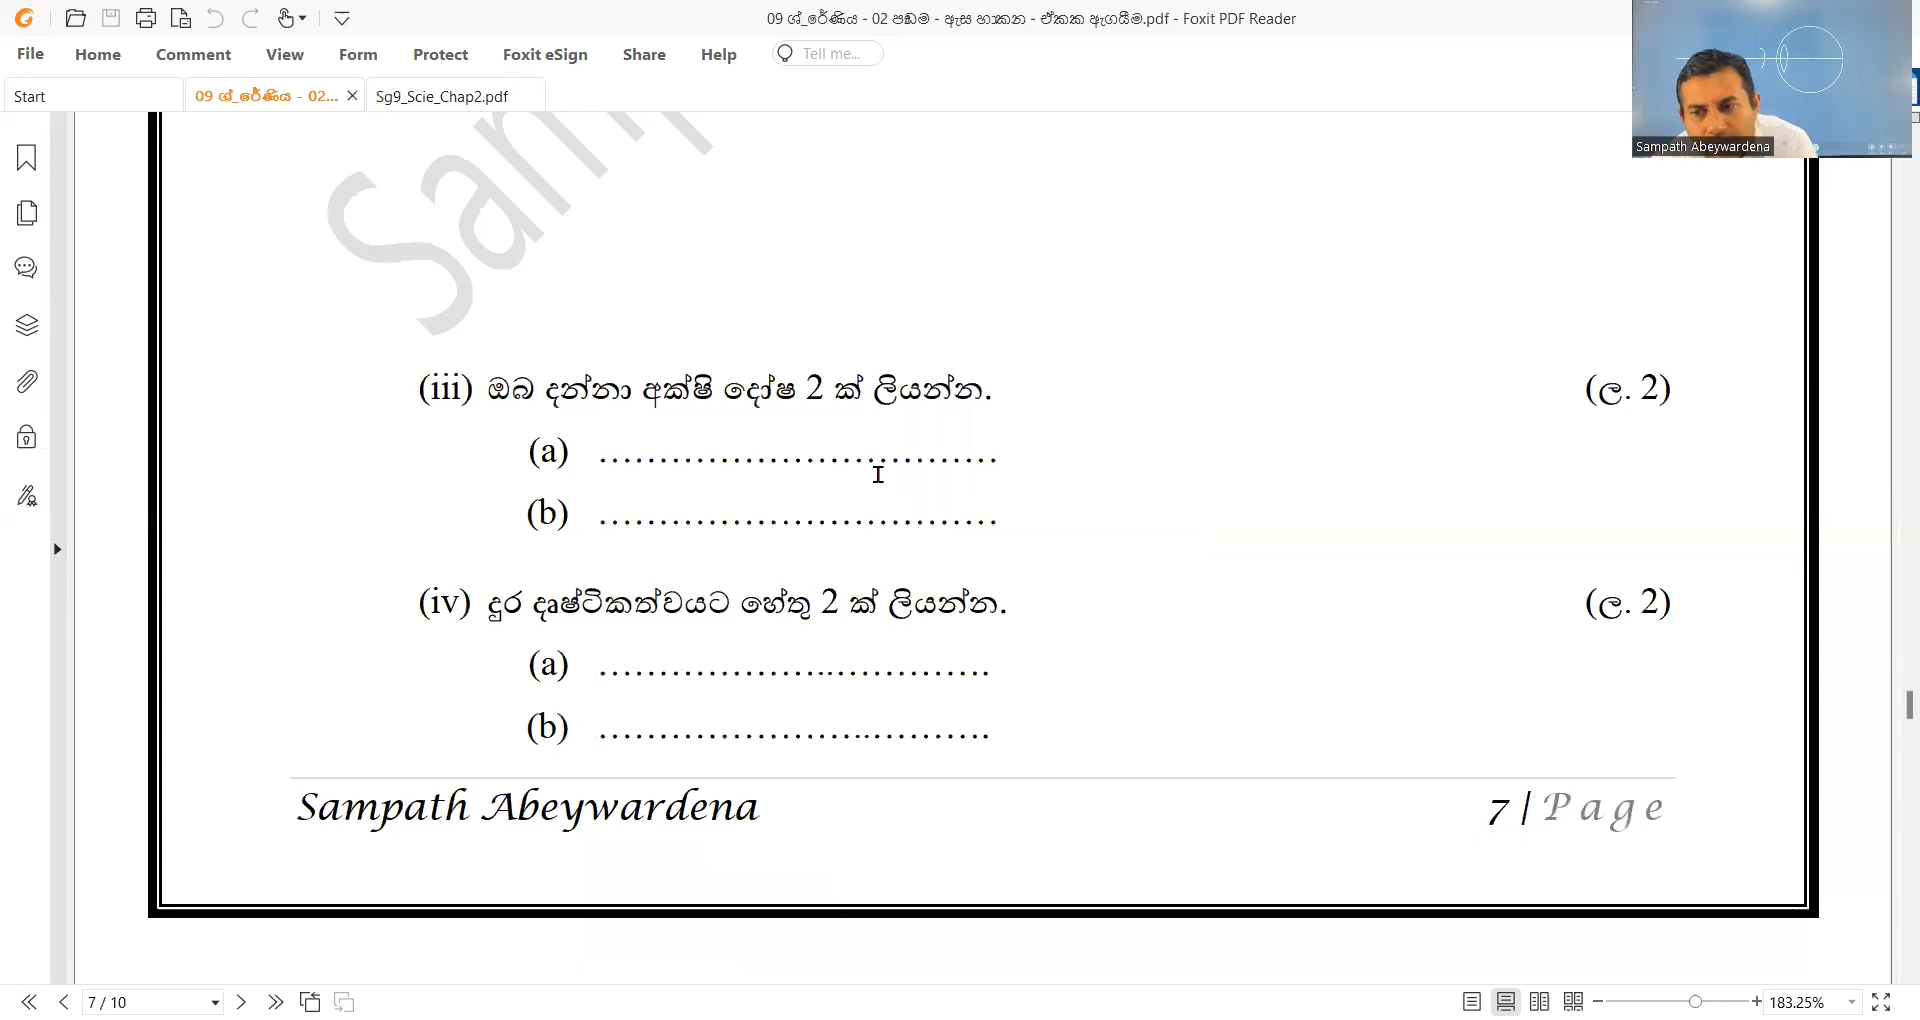 09 ශ්‍රේණිය - 02 පාඩම - ඇස හා කන - ඒකක ඇගයීම.pdf - Foxit PDF Reader
File Home Comment View Form Protect Foxit eSign Share Help Tell me...
Start 09 ශ්‍රේණිය - 02... Sg9_Scie_Chap2.pdf
Sampath Abeywardena
Samp
(iii) ඔබ දන්නා අක්ෂි දෝෂ 2 ක් ලියන්න. (ල. 2)
(a) .................................
(b) .................................
(iv) දුර දෘෂ්ටිකත්වයට හේතු 2 ක් ලියන්න. (ල. 2)
(a) .................................
(b) .................................
Sampath Abeywardena 7 | Page
7 / 10 183.25%